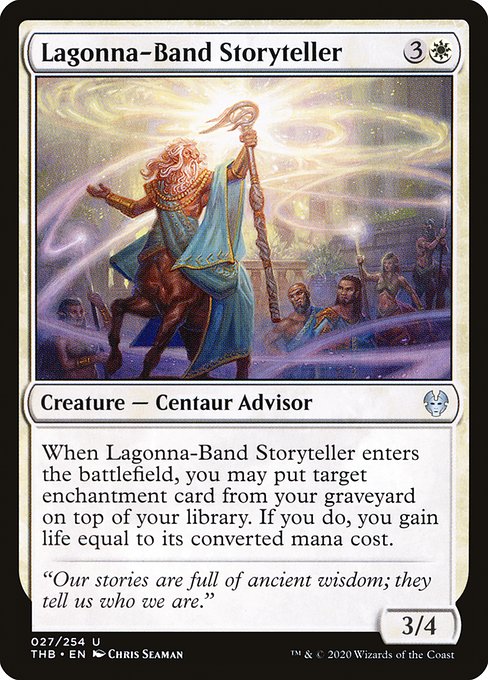 Lagonna-Band Storyteller 3
Creature — Centaur Advisor
When Lagonna-Band Storyteller enters
the battlefield, you may put target
enchantment card from your graveyard
on top of your library. If you do, you gain
life equal to its converted mana cost.
“Our stories are full of ancient wisdom; they
tell us who we are.”
3/4
027/254 U
THB • EN Chris Seaman
™ & © 2020 Wizards of the Coast